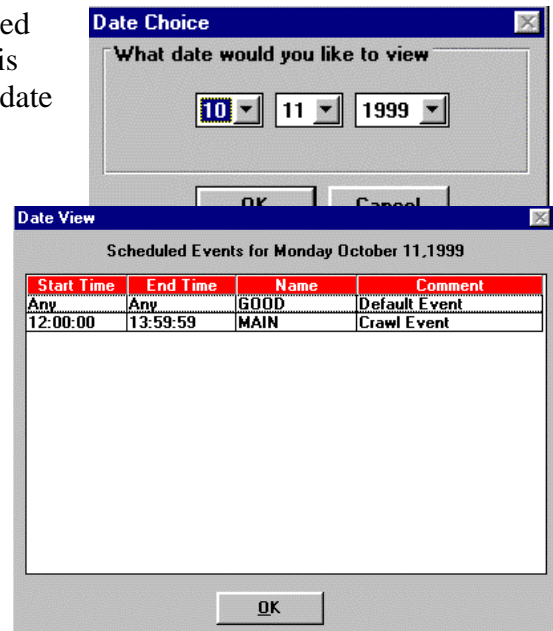 ed
is
date
Date Choice
What date would you like to view
10 11 1999
OK Cancel
Date View
Scheduled Events for Monday October 11,1999
Start Time End Time Name Comment
Any Any GOOD Default Event
12:00:00 13:59:59 MAIN Crawl Event
OK